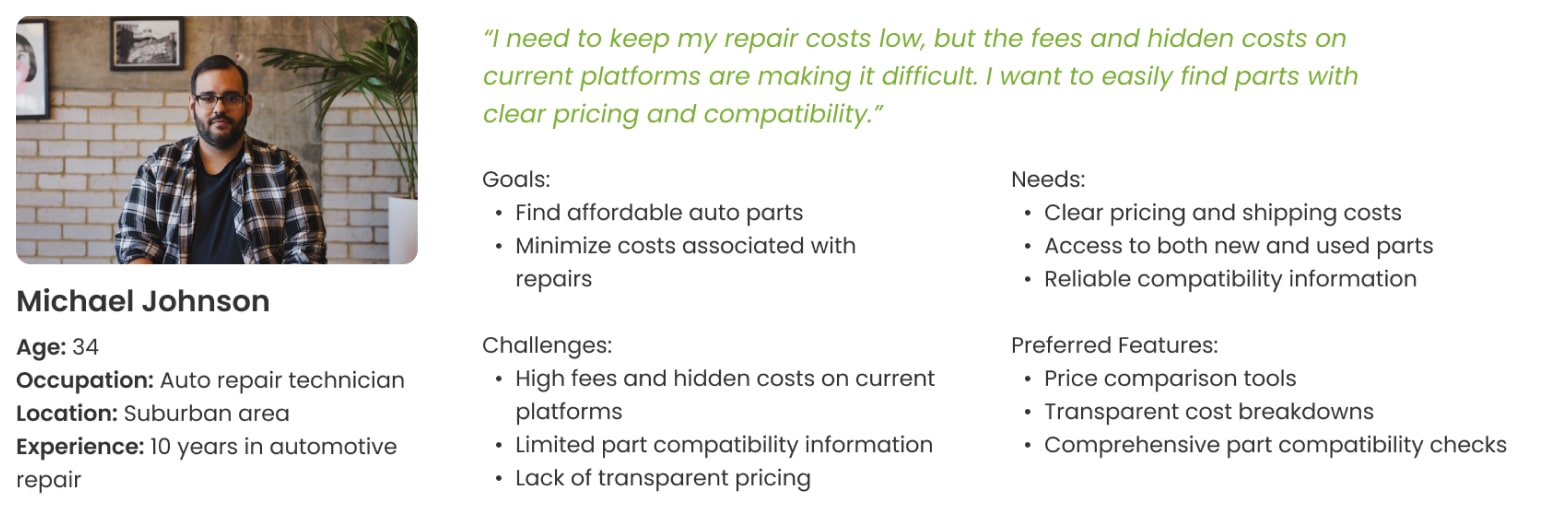 Michael Johnson
Age: 34
Occupation: Auto repair technician
Location: Suburban area
Experience: 10 years in automotive
repair
“I need to keep my repair costs low, but the fees and hidden costs on
current platforms are making it difficult. I want to easily find parts with
clear pricing and compatibility.”
Goals:
• Find affordable auto parts
• Minimize costs associated with
repairs
Needs:
• Clear pricing and shipping costs
• Access to both new and used parts
• Reliable compatibility information
Challenges:
• High fees and hidden costs on current
platforms
• Limited part compatibility information
• Lack of transparent pricing
Preferred Features:
• Price comparison tools
• Transparent cost breakdowns
• Comprehensive part compatibility checks